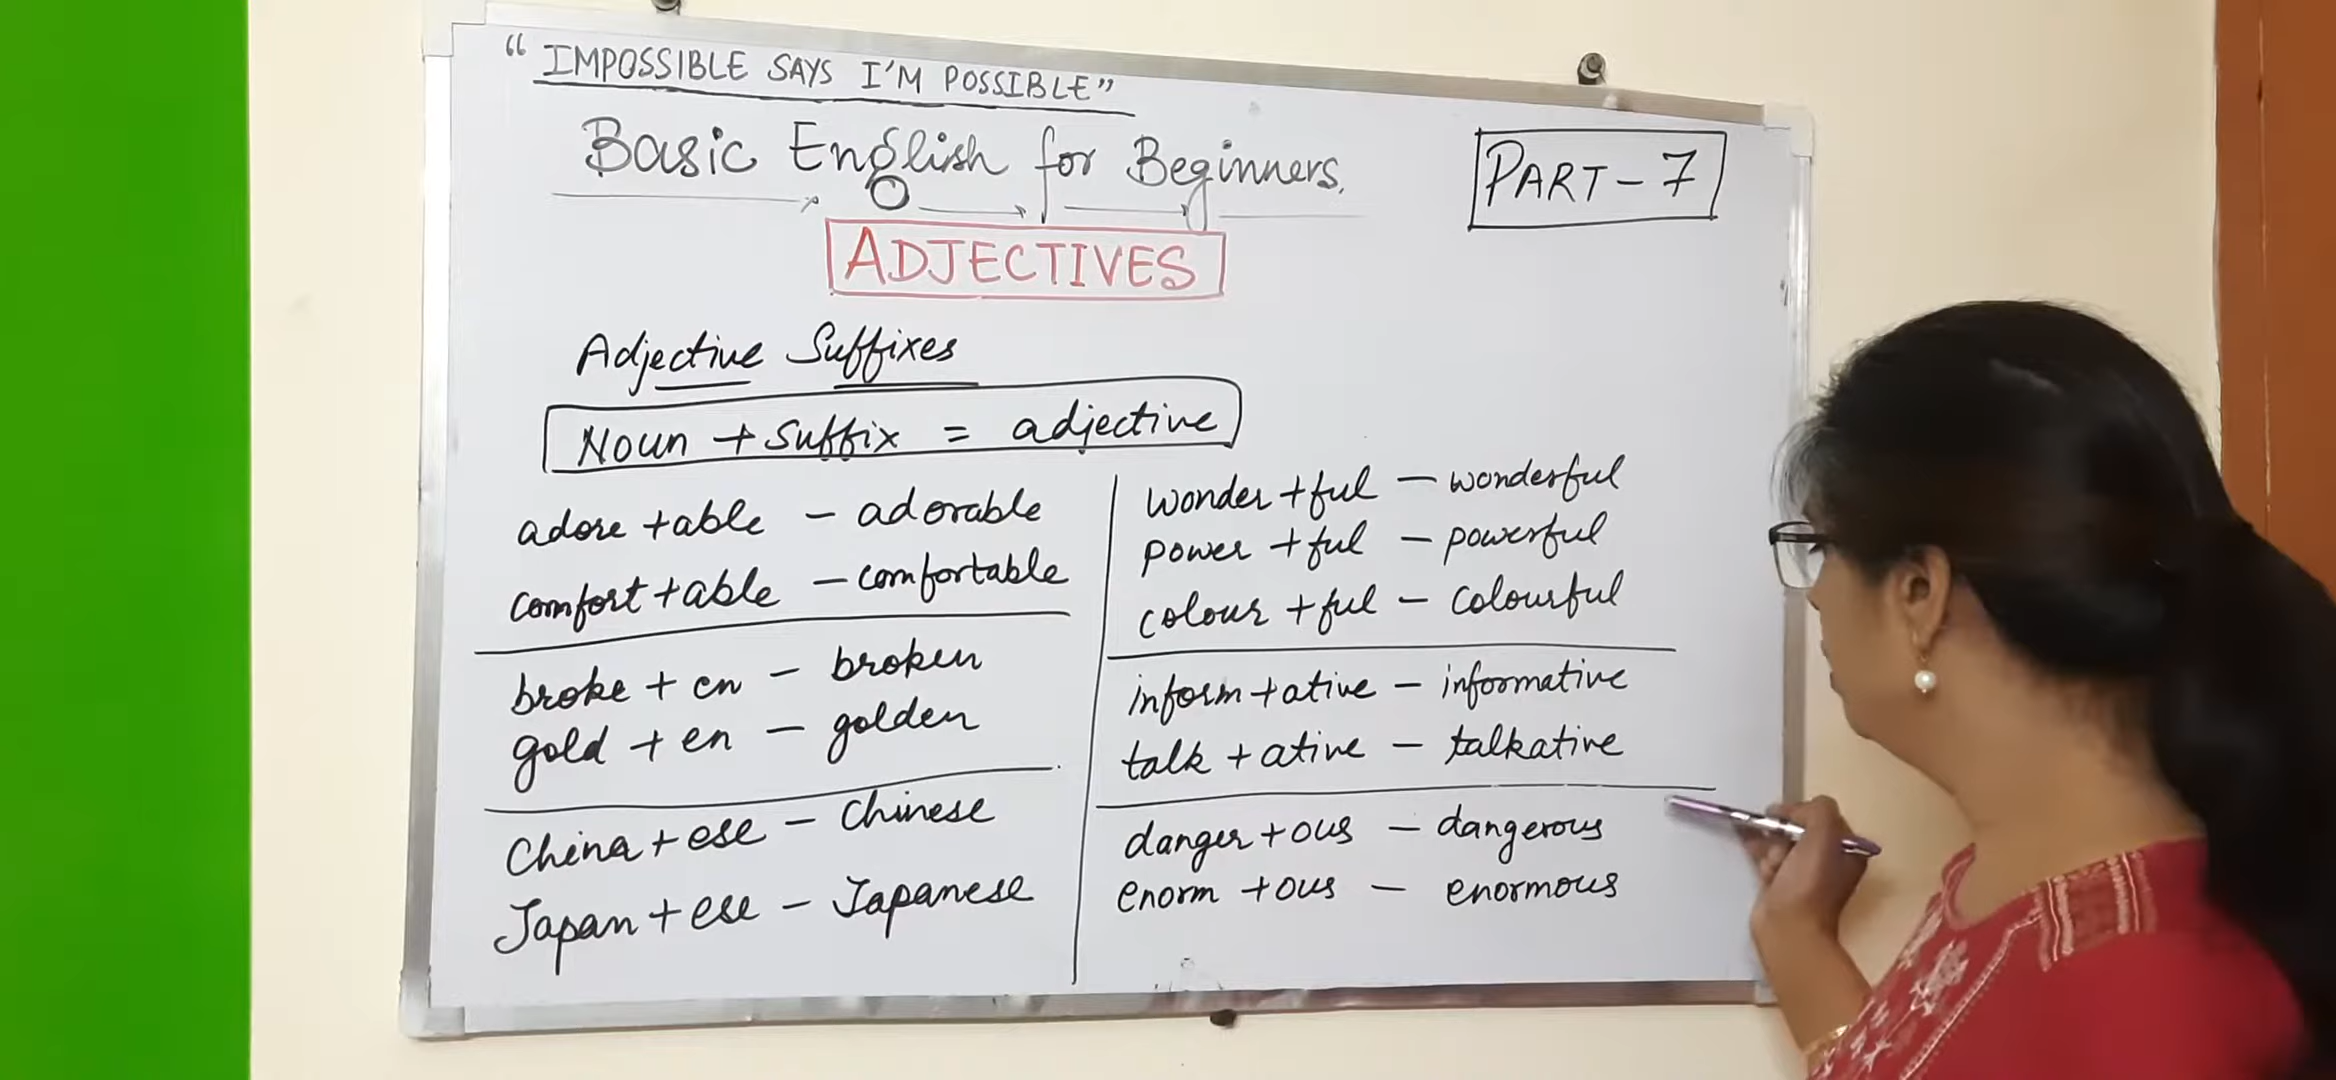 “IMPOSSIBLE SAYS I'M POSSIBLE”
Basic English for Beginners.
PART-7
ADJECTIVES
Adjective Suffixes
Noun + suffix = adjective
adore + able - adorable
comfort + able - comfortable
broke + en - broken
gold + en - golden
China + ese - Chinese
Japan + ese - Japanese
wonder + ful - wonderful
power + ful - powerful
colour + ful - colourful
inform + ative - informative
talk + ative - talkative
danger + ous - dangerous
enorm + ous - enormous